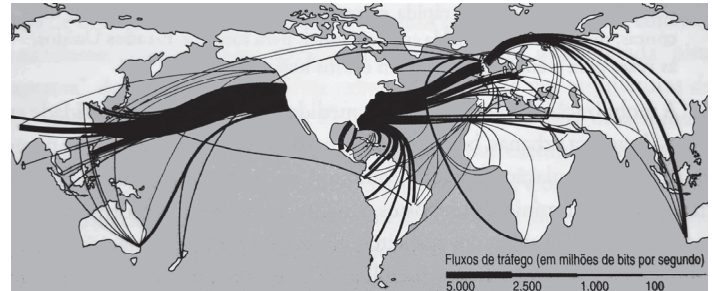 Fluxos de tráfego (em milhões de bits por segundo)
5.000 2.500 1.000 100